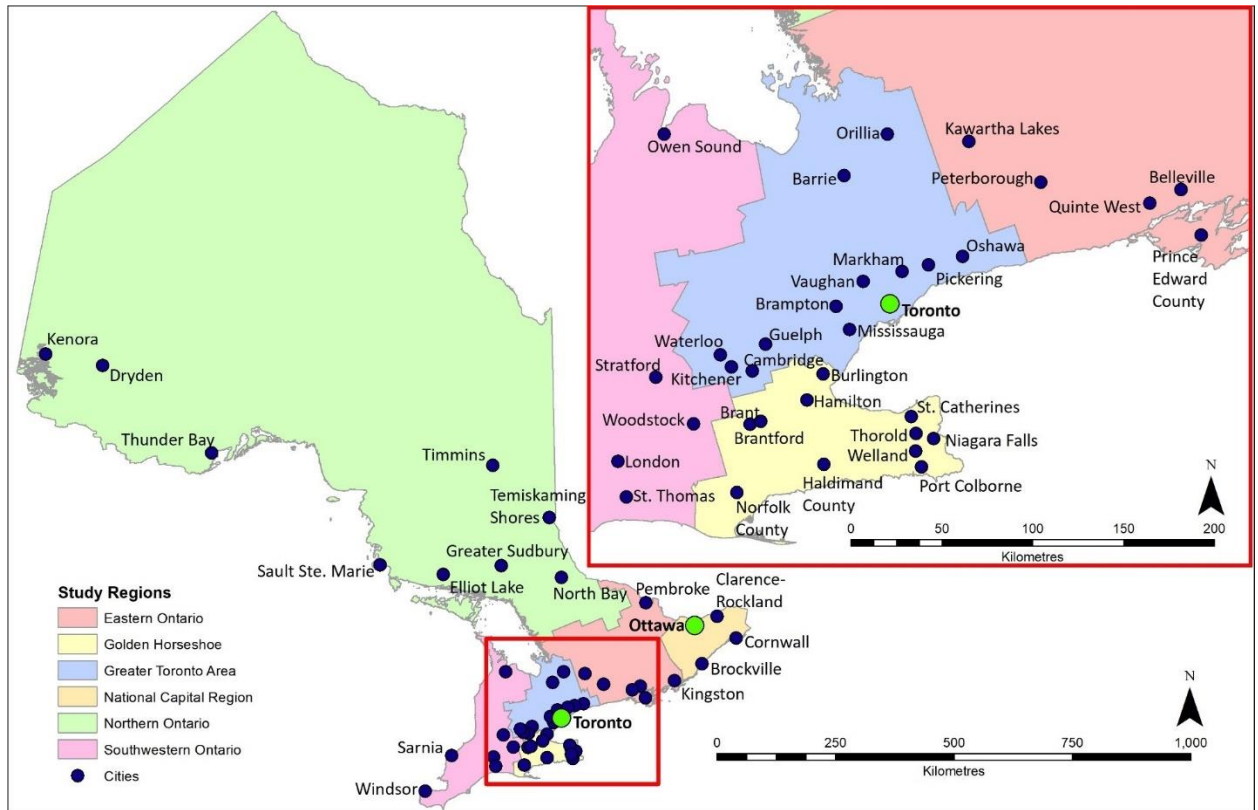 Kenora
Dryden
Thunder Bay
Timmins
Temiskaming
Shores
Greater Sudbury
Sault Ste. Marie
Elliot Lake
North Bay
Pembroke
Clarence-
Rockland
Ottawa
Cornwall
Brockville
Kingston
Toronto
Sarnia
Windsor
Study Regions
Eastern Ontario
Golden Horseshoe
Greater Toronto Area
National Capital Region
Northern Ontario
Southwestern Ontario
Cities
N
0 250 500 750 1,000
Kilometres
Owen Sound
Orillia
Kawartha Lakes
Barrie
Peterborough
Belleville
Quinte West
Prince
Edward
County
Oshawa
Markham
Pickering
Vaughan
Brampton
Toronto
Mississauga
Guelph
Waterloo
Cambridge
Stratford
Kitchener
Burlington
Hamilton
Woodstock
Brant
Brantford
St. Catherines
Thorold
Niagara Falls
Welland
London
Haldimand
County
Port Colborne
St. Thomas
Norfolk
County
N
0 50 100 150 200
Kilometres